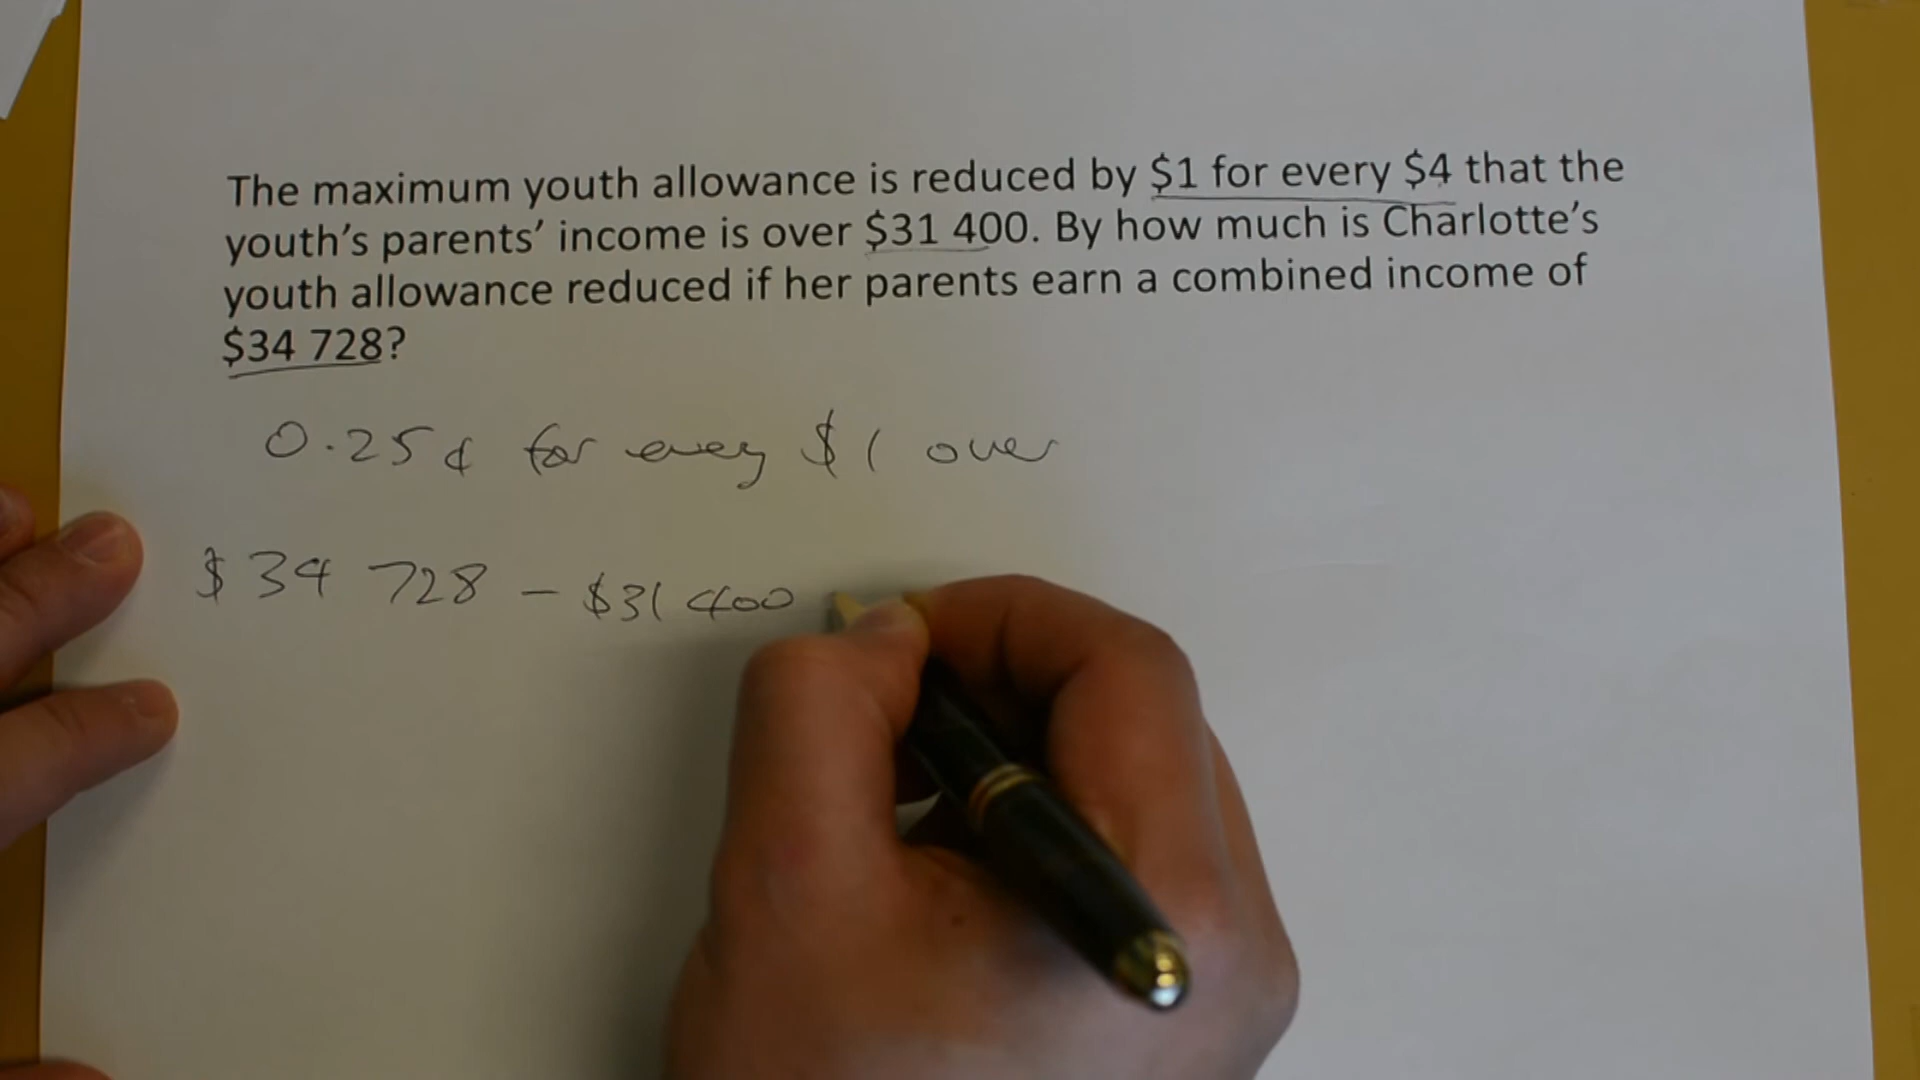 The maximum youth allowance is reduced by $1 for every $4 that the
youth's parents' income is over $31 400. By how much is Charlotte's
youth allowance reduced if her parents earn a combined income of
$34 728?
0.25¢ for every $1 over
$34 728 - $31 400